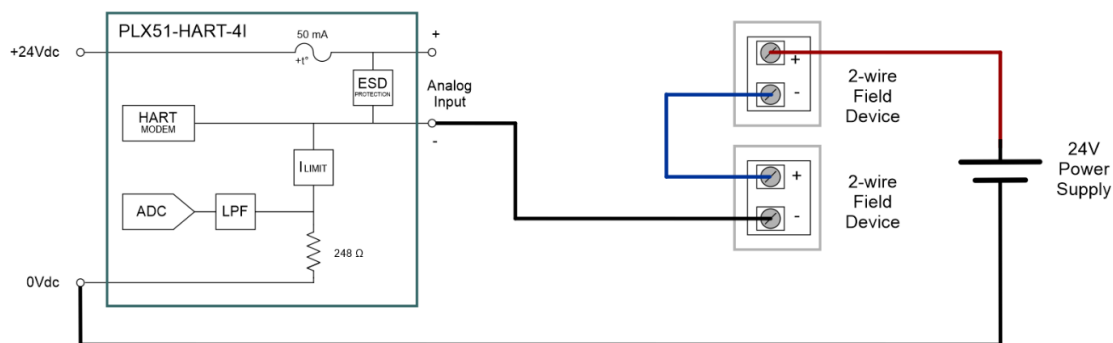 PLX51-HART-4I
+24Vdc
50 mA
+t°
+
ESD
PROTECTION
Analog
Input
-
HART
MODEM
I LIMIT
ADC
LPF
248 Ω
0Vdc
+
-
2-wire
Field
Device
+
-
2-wire
Field
Device
24V
Power
Supply